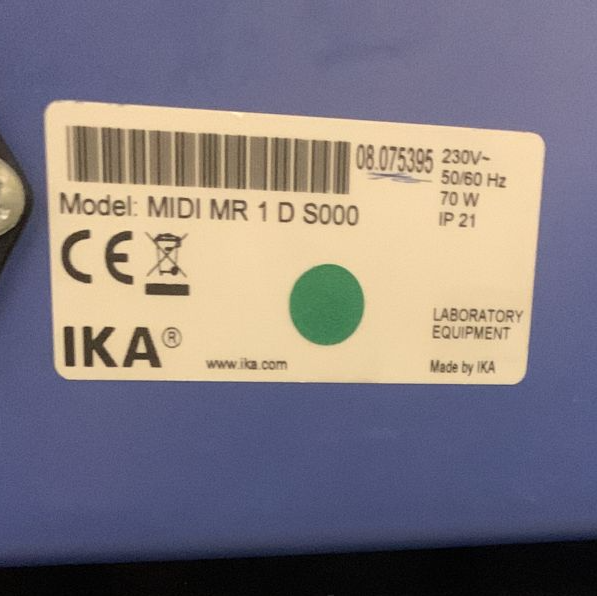 08.075395
230V~
50/60 Hz
70 W
IP 21
Model: MIDI MR 1 D S000
CE
LABORATORY
EQUIPMENT
IKA®
www.ika.com
Made by IKA